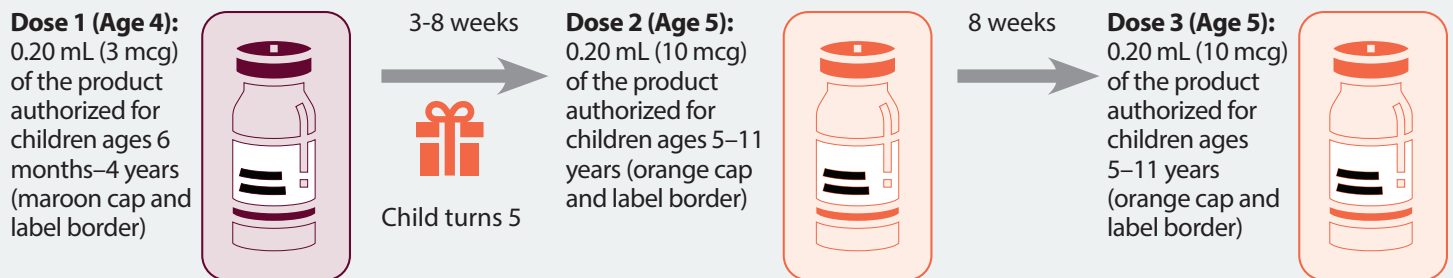 Dose 1 (Age 4):
0.20 mL (3 mcg)
of the product
authorized for
children ages 6
months–4 years
(maroon cap and
label border)
3-8 weeks
Child turns 5
Dose 2 (Age 5):
0.20 mL (10 mcg)
of the product
authorized for
children ages 5–11
years (orange cap
and label border)
8 weeks
Dose 3 (Age 5):
0.20 mL (10 mcg)
of the product
authorized for
children ages
5–11 years
(orange cap and
label border)